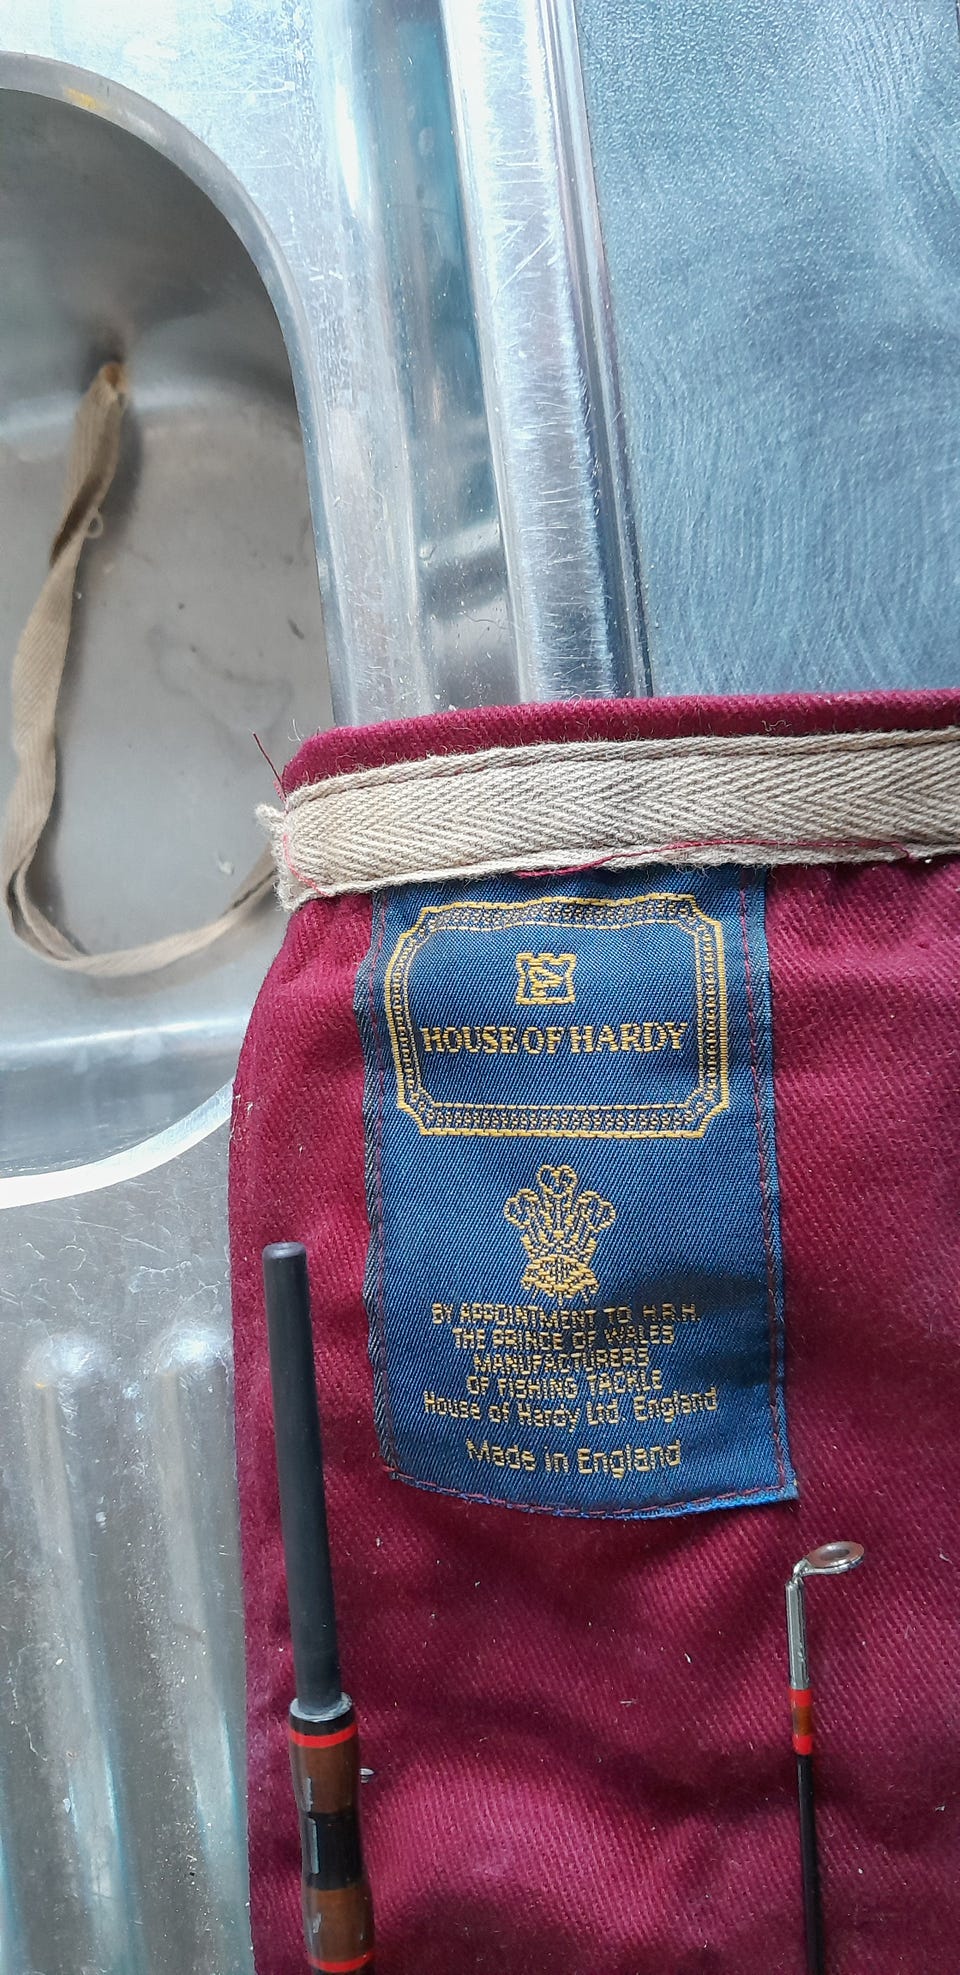 HOUSE OF HARDY
BY APPOINTMENT TO H.R.H.
THE PRINCE OF WALES
MANUFACTURERS
OF FISHING TACKLE
House of Hardy Ltd. England
Made in England